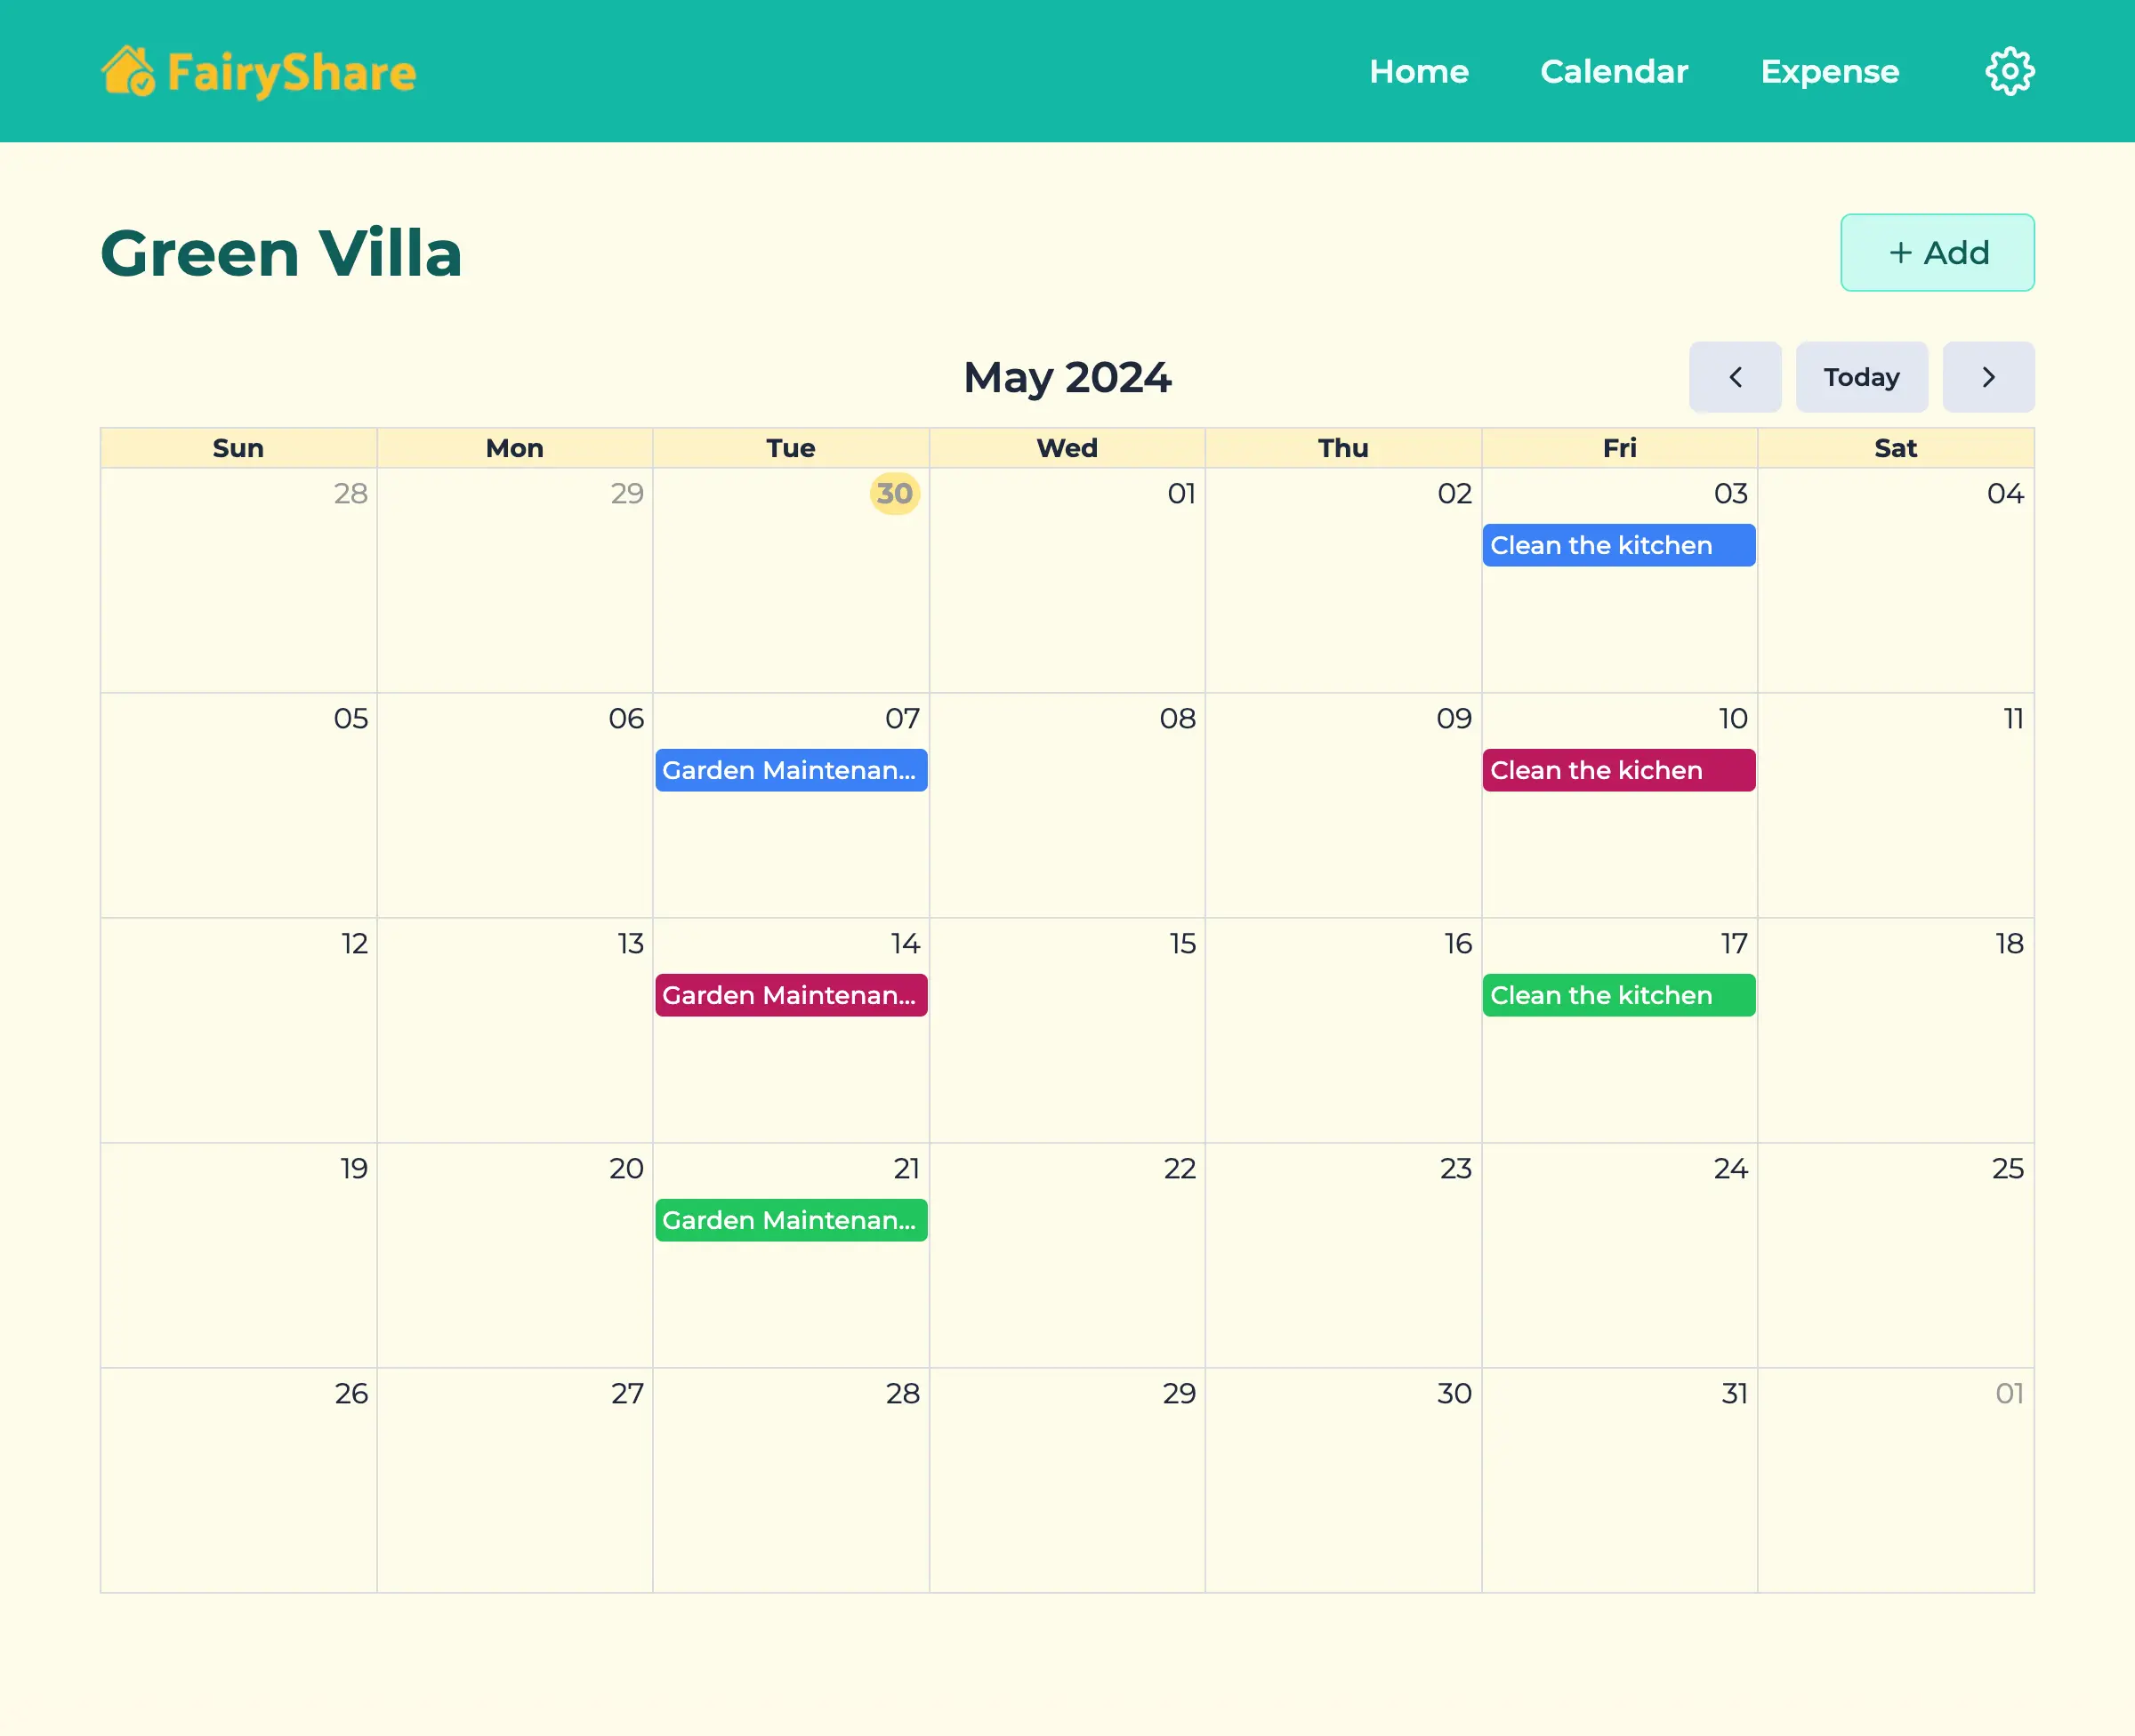 FairyShare Home Calendar Expense
Green Villa + Add
May 2024 Today
Sun Mon Tue Wed Thu Fri Sat
28 29 30 01 02 03 04
Clean the kitchen
05 06 07 08 09 10 11
Garden Maintenan... Clean the kichen
12 13 14 15 16 17 18
Garden Maintenan... Clean the kitchen
19 20 21 22 23 24 25
Garden Maintenan...
26 27 28 29 30 31 01